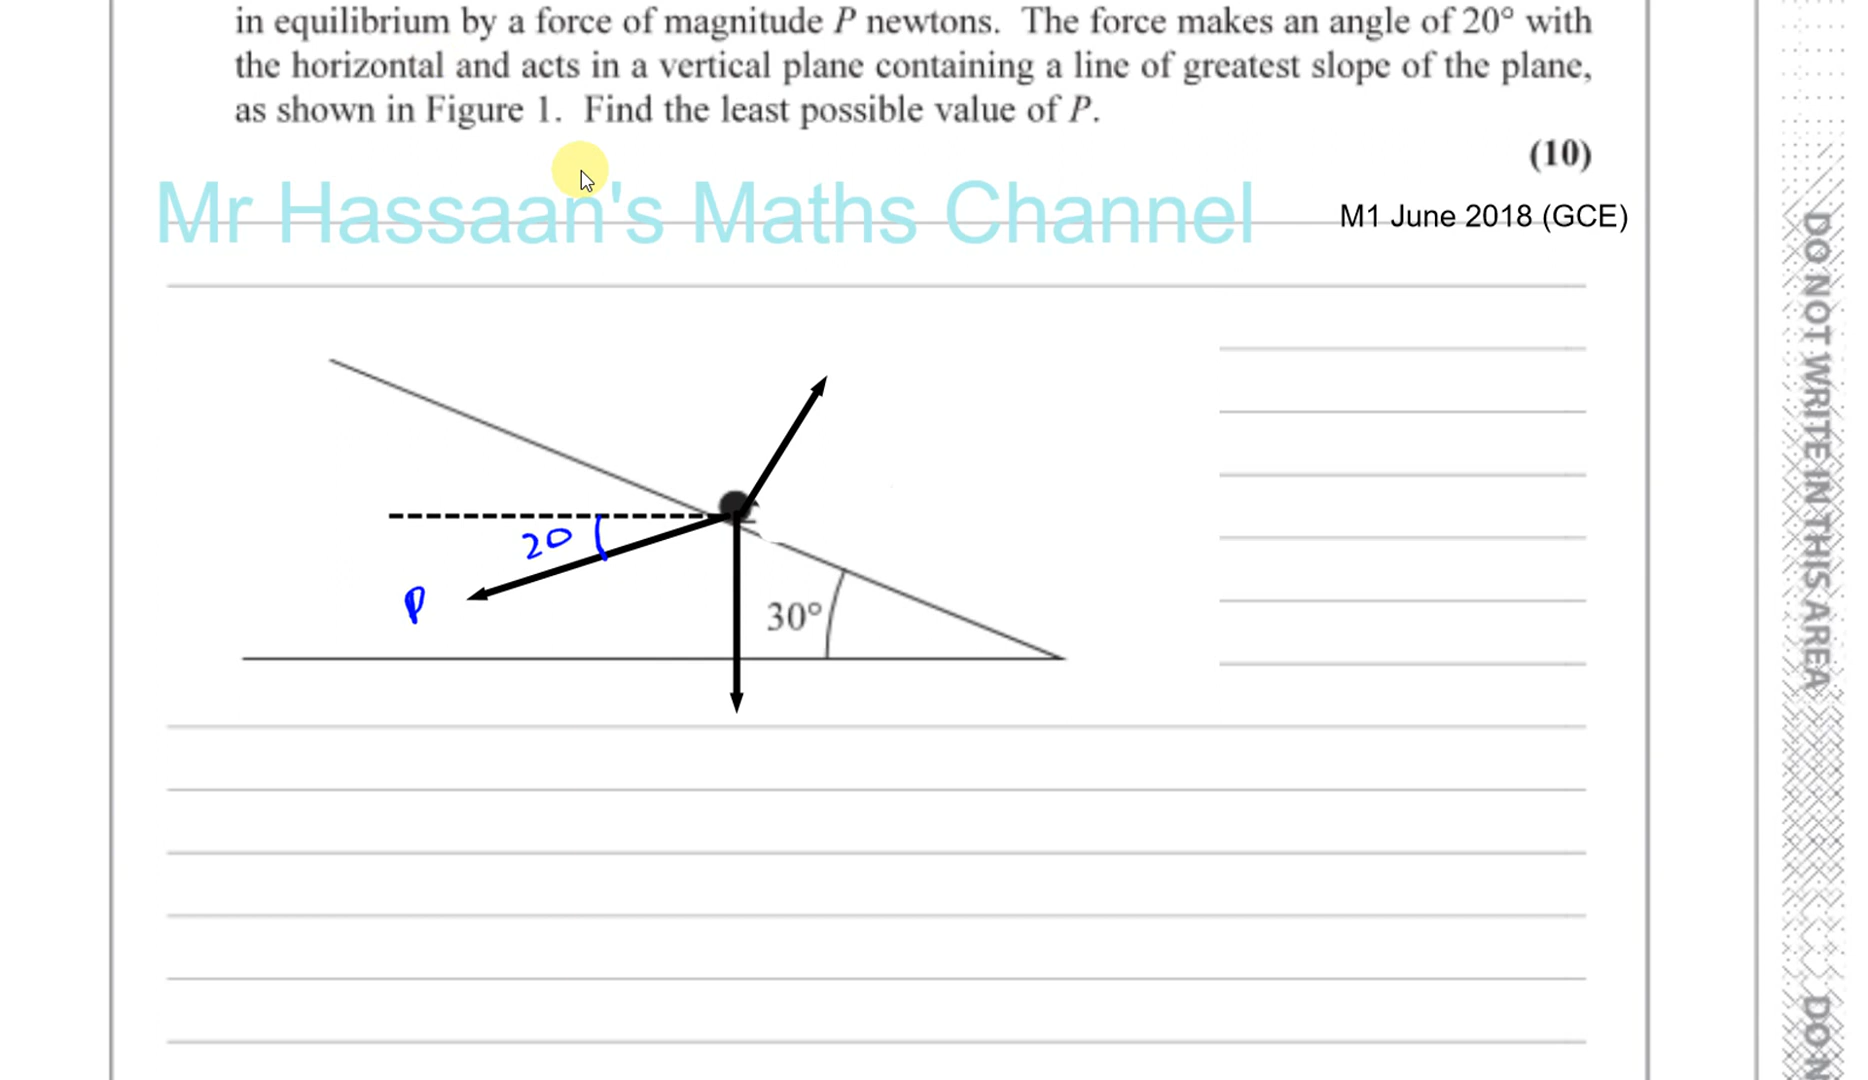 in equilibrium by a force of magnitude P newtons. The force makes an angle of 20° with
the horizontal and acts in a vertical plane containing a line of greatest slope of the plane,
as shown in Figure 1. Find the least possible value of P.
(10)
Mr Hassaan's Maths Channel
M1 June 2018 (GCE)
20
P
30°
DO NOT WRITE IN THIS AREA
DO N